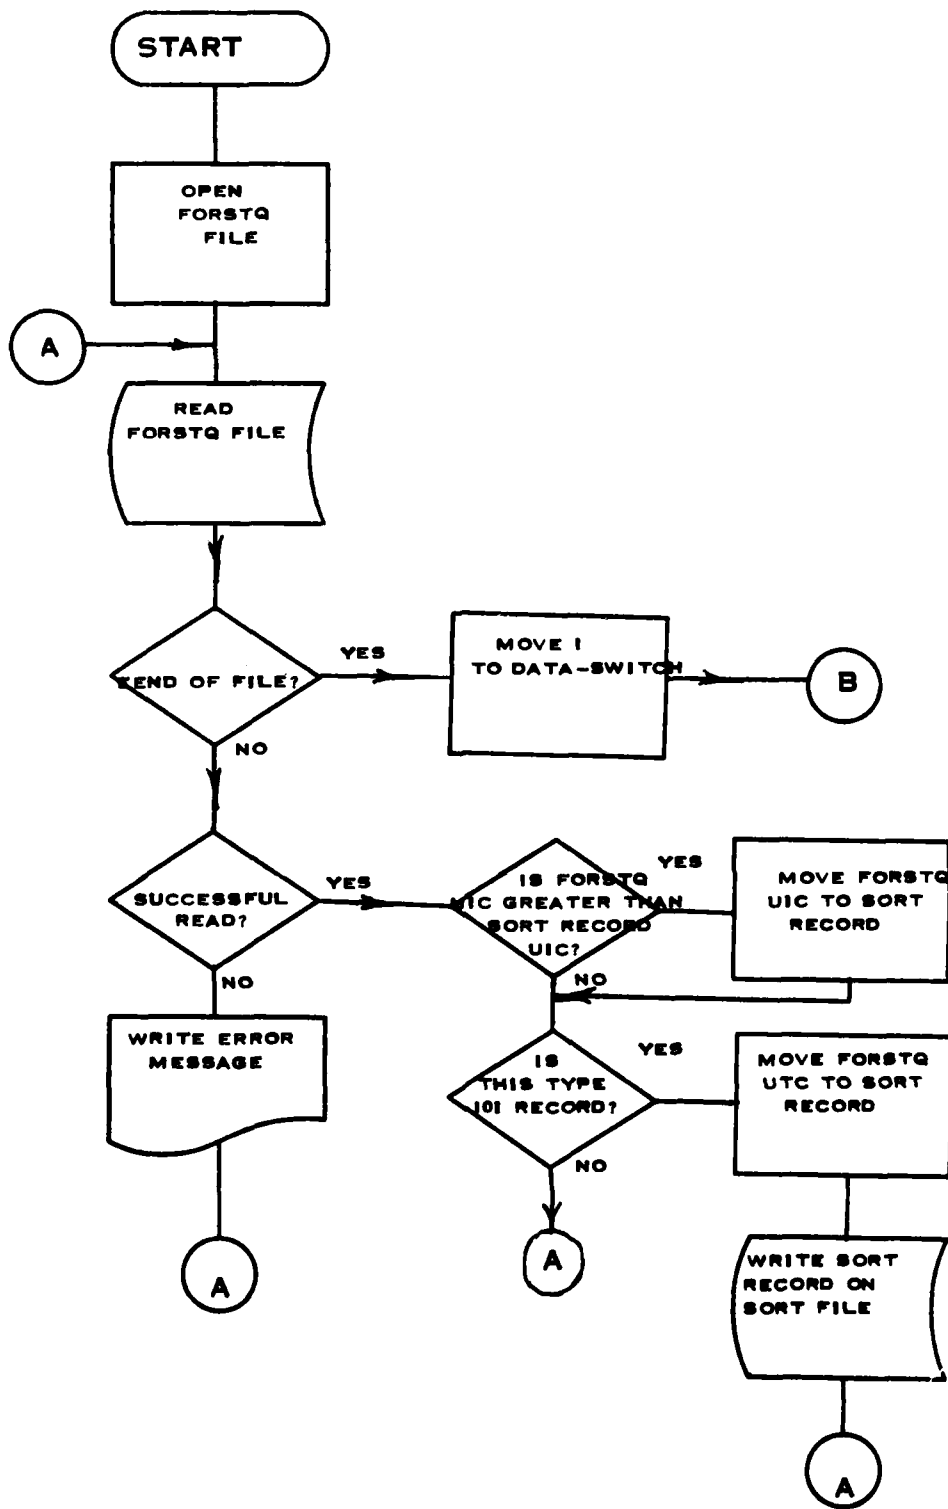 START
OPEN
FORSTQ
FILE
A
READ
FORSTQ FILE
END OF FILE?
YES
MOVE 1
TO DATA-SWITCH
B
NO
SUCCESSFUL
READ?
YES
IS FORSTQ
UIC GREATER THAN
SORT RECORD
UIC?
YES
MOVE FORSTQ
UIC TO SORT
RECORD
NO
NO
WRITE ERROR
MESSAGE
IS
THIS TYPE
101 RECORD?
YES
MOVE FORSTQ
UTC TO SORT
RECORD
NO
A
A
WRITE SORT
RECORD ON
SORT FILE
A